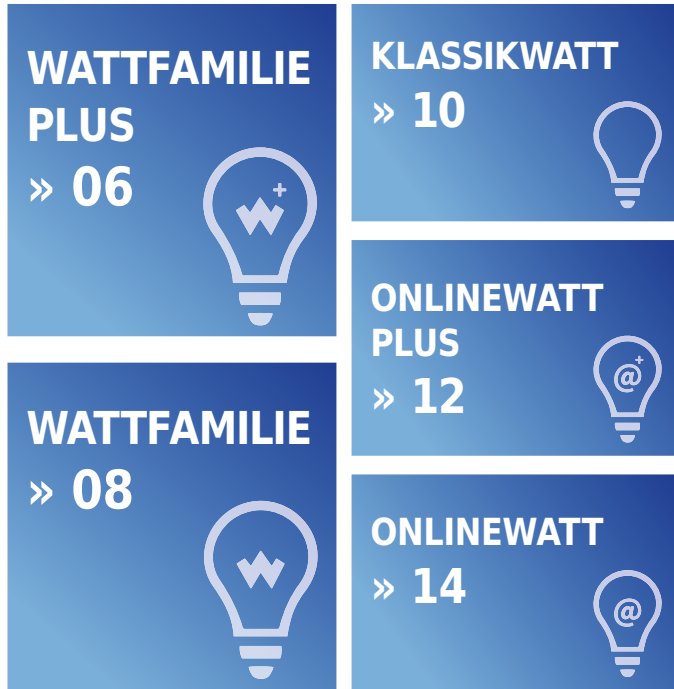 WATTFAMILIE
PLUS
» 06
W+
WATTFAMILIE
» 08
W
KLASSIKWATT
» 10
ONLINEWATT
PLUS
» 12
@+
ONLINEWATT
» 14
@